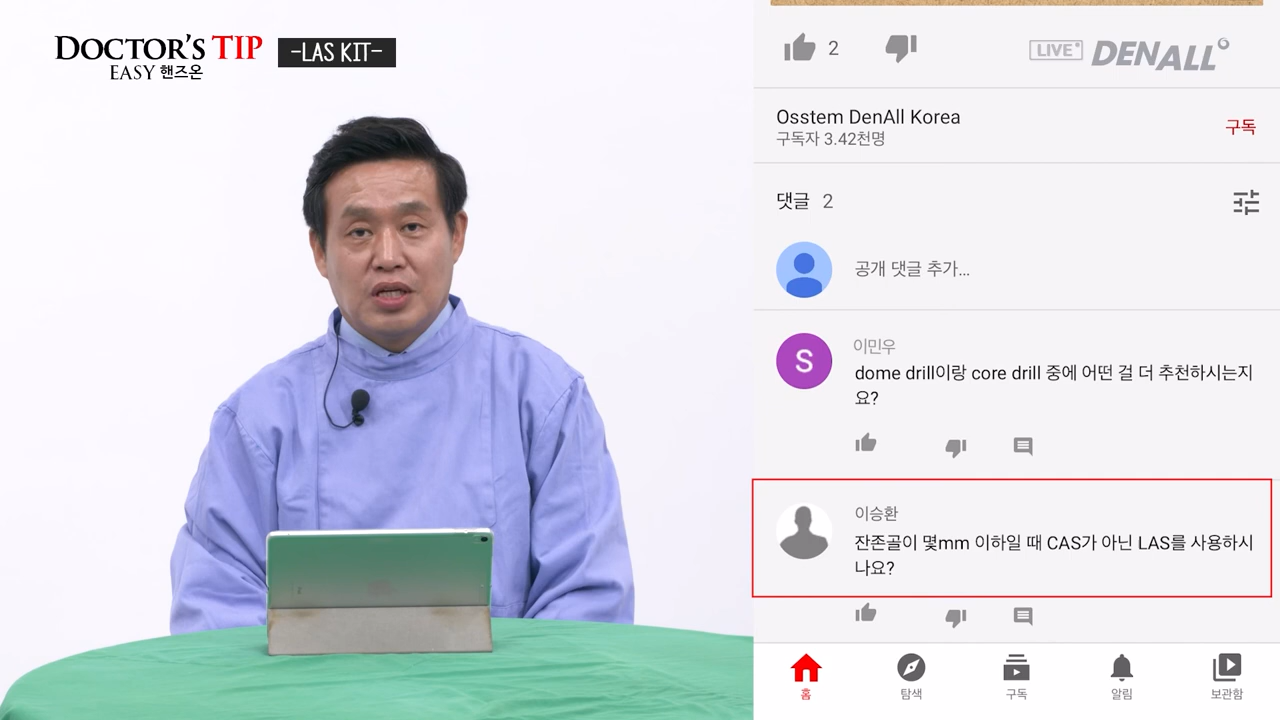 DOCTOR'S TIP
EASY 핸즈온
-LAS KIT-
2
LIVE DENALL
Osstem DenAll Korea
구독자 3.42천명
구독
댓글 2
공개 댓글 추가...
S
이민우
dome drill이랑 core drill 중에 어떤 걸 더 추천하시는지
요?
이승환
잔존골이 몇mm 이하일 때 CAS가 아닌 LAS를 사용하시
나요?
홈
탐색
구독
알림
보관함